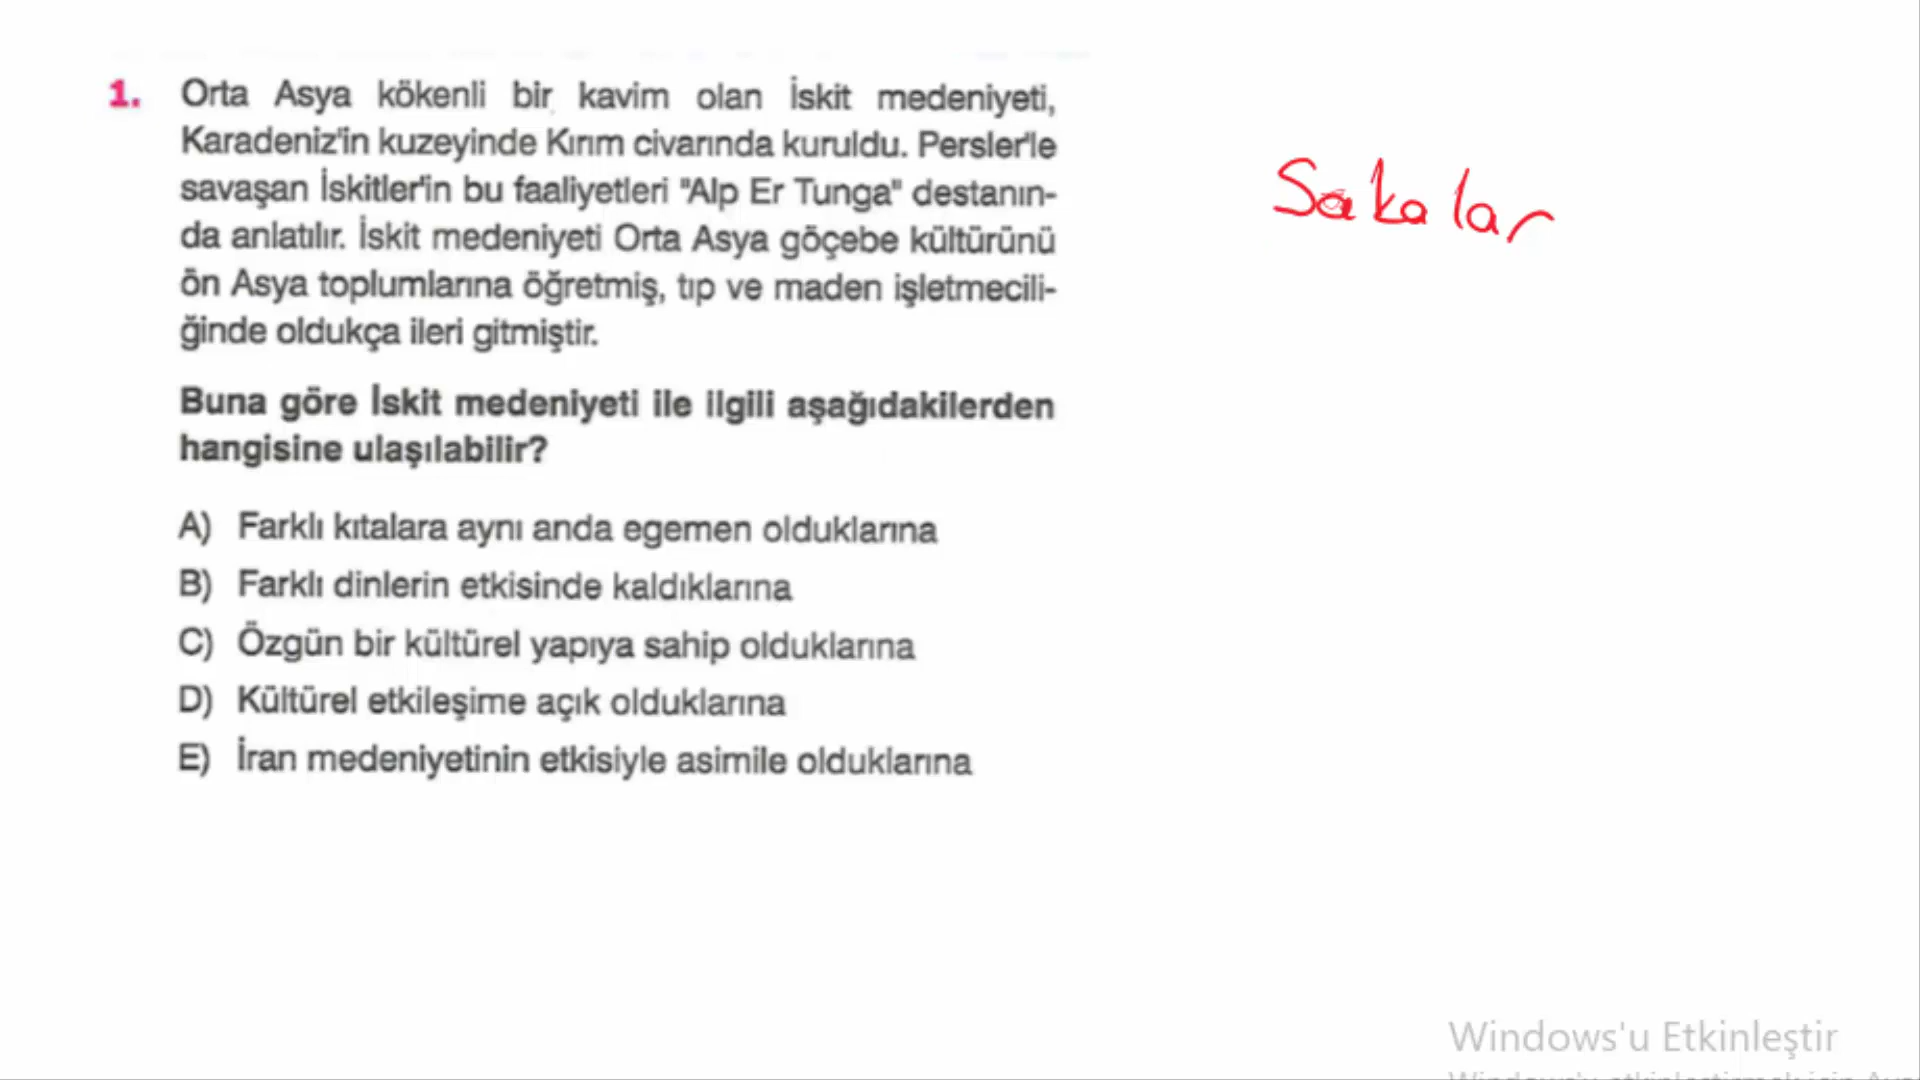 1. Orta Asya kökenli bir kavim olan İskit medeniyeti,
Karadeniz'in kuzeyinde Kırım civarında kuruldu. Persler'le
savaşan İskitler'in bu faaliyetleri "Alp Er Tunga" destanın-
da anlatılır. İskit medeniyeti Orta Asya göçebe kültürünü
ön Asya toplumlarına öğretmiş, tıp ve maden işletmecili-
ğinde oldukça ileri gitmiştir.
Sakalar
Buna göre İskit medeniyeti ile ilgili aşağıdakilerden
hangisine ulaşılabilir?
A) Farklı kıtalara aynı anda egemen olduklarına
B) Farklı dinlerin etkisinde kaldıklarına
C) Özgün bir kültürel yapıya sahip olduklarına
D) Kültürel etkileşime açık olduklarına
E) İran medeniyetinin etkisiyle asimile olduklarına
Windows'u Etkinleştir